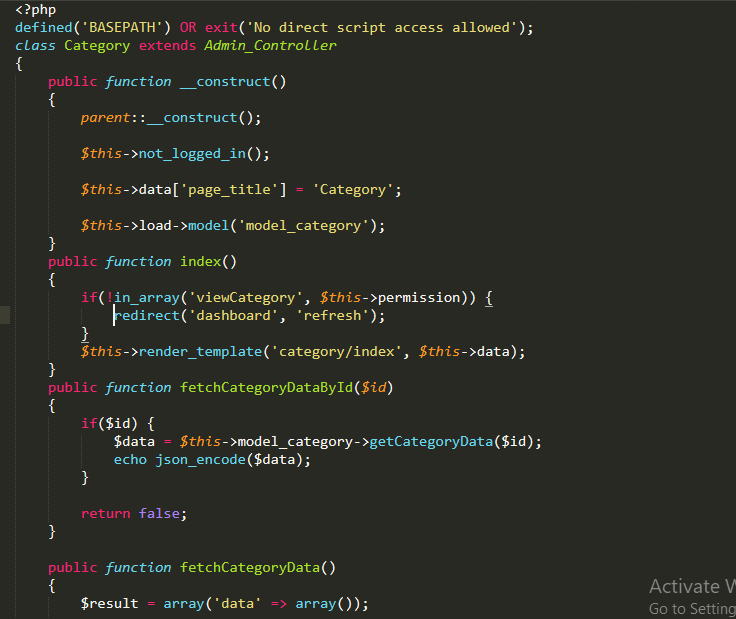 <?php
defined('BASEPATH') OR exit('No direct script access allowed');
class Category extends Admin_Controller
{
    public function __construct()
    {
        parent::__construct();

        $this->not_logged_in();

        $this->data['page_title'] = 'Category';

        $this->load->model('model_category');
    }
    public function index()
    {
        if(!in_array('viewCategory', $this->permission)) {
            redirect('dashboard', 'refresh');
        }
        $this->render_template('category/index', $this->data);
    }
    public function fetchCategoryDataById($id)
    {
        if($id) {
            $data = $this->model_category->getCategoryData($id);
            echo json_encode($data);
        }

        return false;
    }

    public function fetchCategoryData()
    {
        $result = array('data' => array());
Activate W
Go to Setting